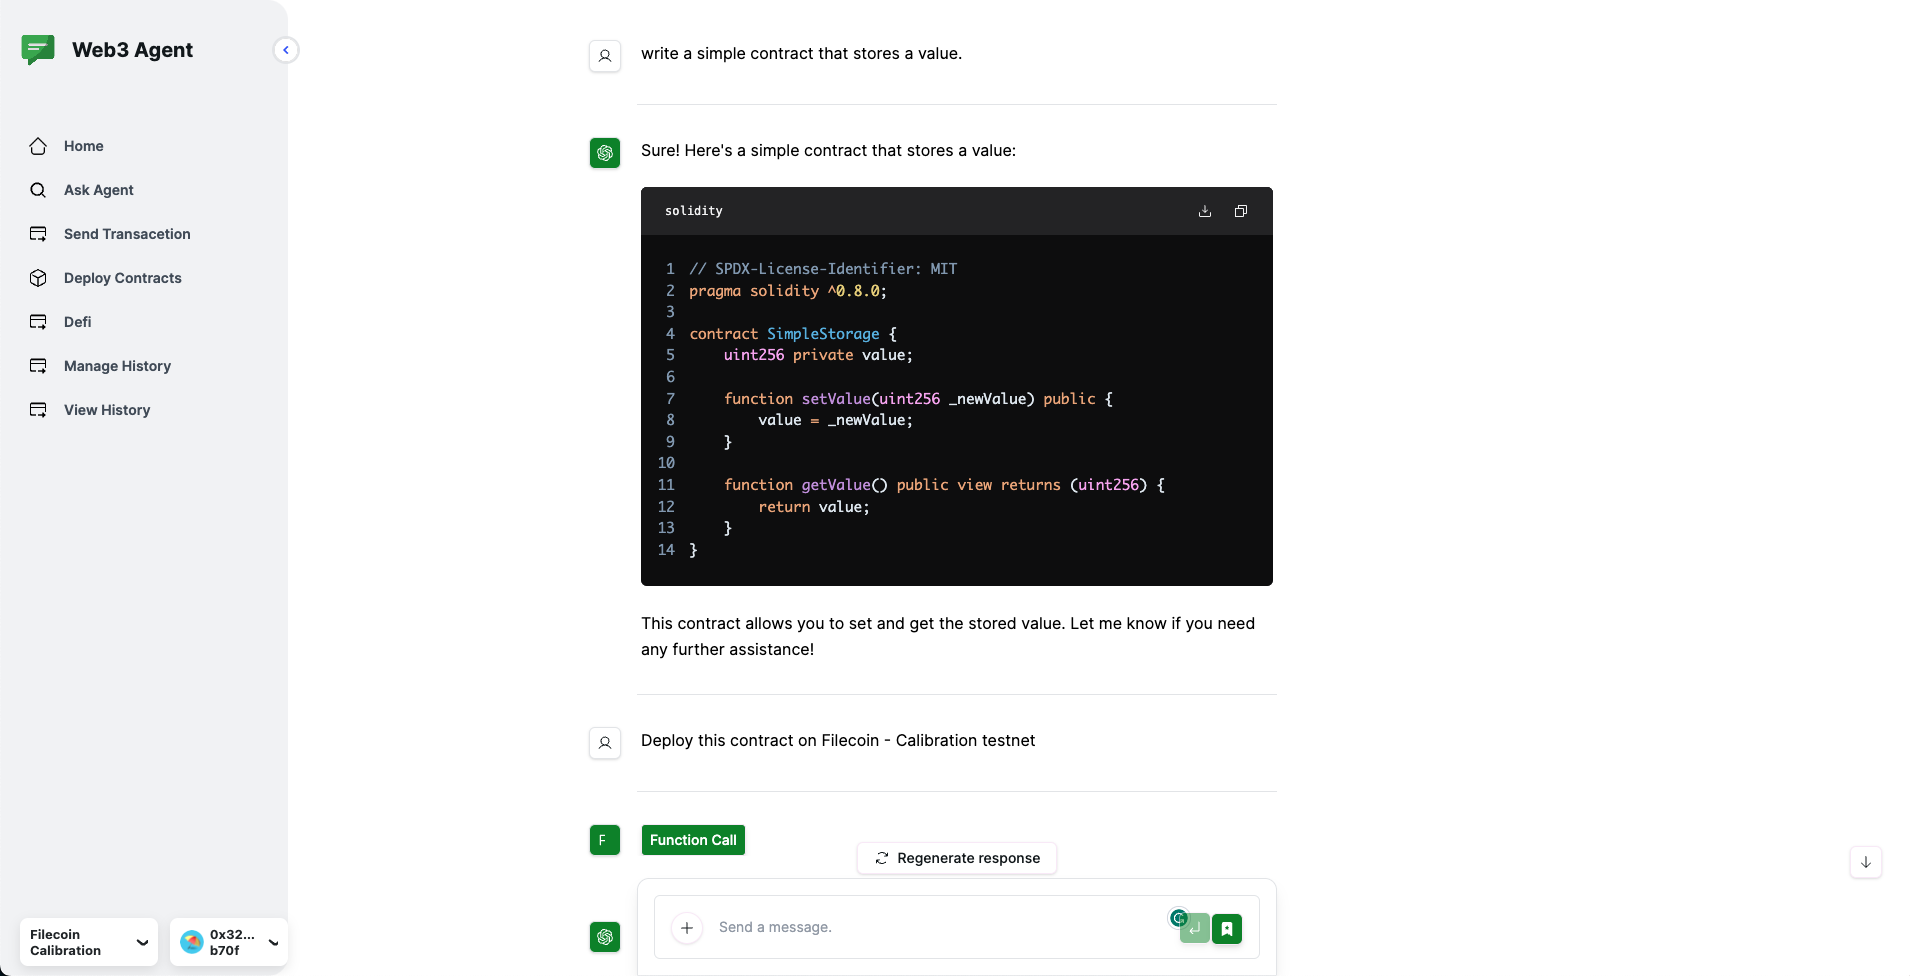 Web3 Agent
Home
Ask Agent
Send Transacetion
Deploy Contracts
Defi
Manage History
View History
Filecoin
Calibration
0x32...
b70f
write a simple contract that stores a value.
Sure! Here's a simple contract that stores a value:
solidity
1 // SPDX-License-Identifier: MIT
2 pragma solidity ^0.8.0;
3
4 contract SimpleStorage {
5     uint256 private value;
6
7     function setValue(uint256 _newValue) public {
8         value = _newValue;
9     }
10
11     function getValue() public view returns (uint256) {
12         return value;
13     }
14 }
This contract allows you to set and get the stored value. Let me know if you need
any further assistance!
Deploy this contract on Filecoin - Calibration testnet
F
Function Call
Regenerate response
Send a message.